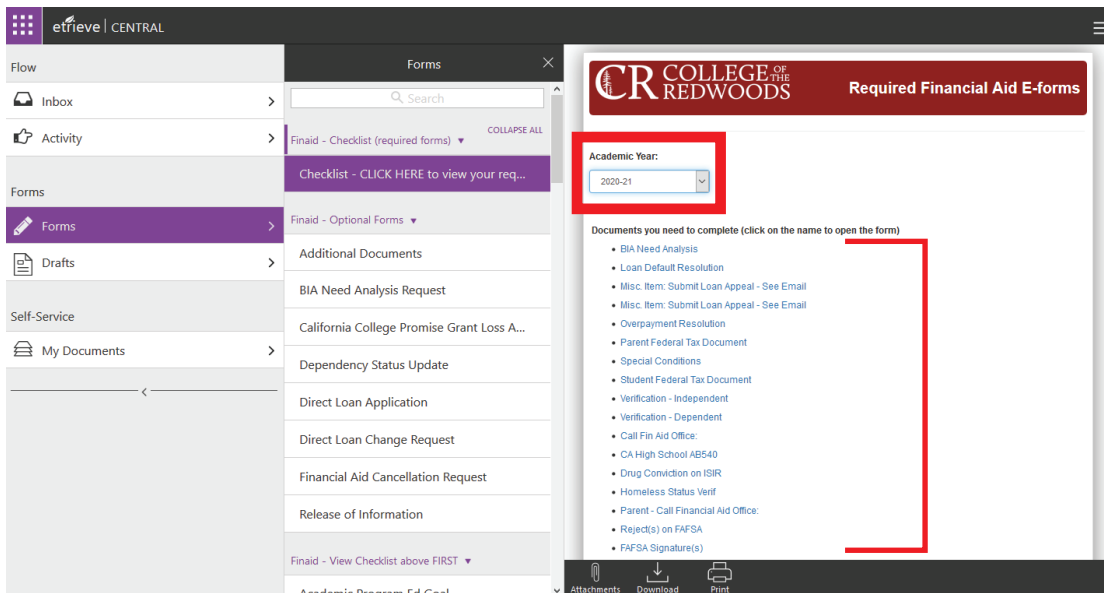 etrieve | CENTRAL
Flow
Inbox
Activity
Forms
Forms
Drafts
Self-Service
My Documents
Forms
Search
COLLAPSE ALL
Finaid - Checklist (required forms)
Checklist - CLICK HERE to view your req...
Finaid - Optional Forms
Additional Documents
BIA Need Analysis Request
California College Promise Grant Loss A...
Dependency Status Update
Direct Loan Application
Direct Loan Change Request
Financial Aid Cancellation Request
Release of Information
Finaid - View Checklist above FIRST
Academic Program Ed Goal
CR COLLEGE OF THE
REDWOODS
Required Financial Aid E-forms
Academic Year:
2020-21
Documents you need to complete (click on the name to open the form)
BIA Need Analysis
Loan Default Resolution
Misc. Item: Submit Loan Appeal - See Email
Misc. Item: Submit Loan Appeal - See Email
Overpayment Resolution
Parent Federal Tax Document
Special Conditions
Student Federal Tax Document
Verification - Independent
Verification - Dependent
Call Fin Aid Office:
CA High School AB540
Drug Conviction on ISIR
Homeless Status Verif
Parent - Call Financial Aid Office:
Reject(s) on FAFSA
FAFSA Signature(s)
Attachments Download Print